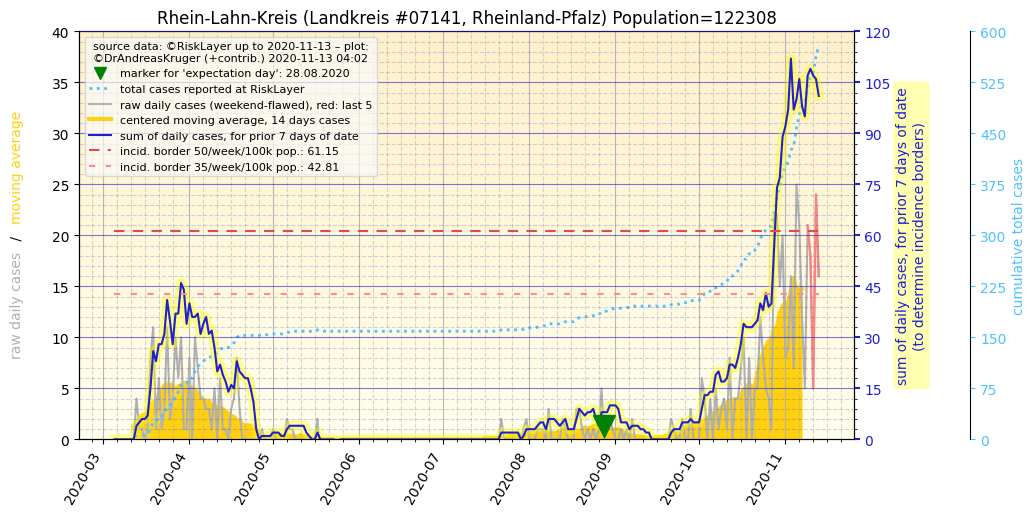 Rhein-Lahn-Kreis (Landkreis #07141, Rheinland-Pfalz) Population=122308
source data: ©RiskLayer up to 2020-11-13 – plot:
©DrAndreasKruger (+contrib.) 2020-11-13 04:02
marker for 'expectation day': 28.08.2020
total cases reported at RiskLayer
raw daily cases (weekend-flawed), red: last 5
centered moving average, 14 days cases
sum of daily cases, for prior 7 days of date
incid. border 50/week/100k pop.: 61.15
incid. border 35/week/100k pop.: 42.81
raw daily cases / moving average
40
35
30
25
20
15
10
5
0
120
105
90
75
60
45
30
15
0
sum of daily cases, for prior 7 days of date
(to determine incidence borders)
600
525
450
375
300
225
150
75
0
cumulative total cases
2020-03
2020-04
2020-05
2020-06
2020-07
2020-08
2020-09
2020-10
2020-11